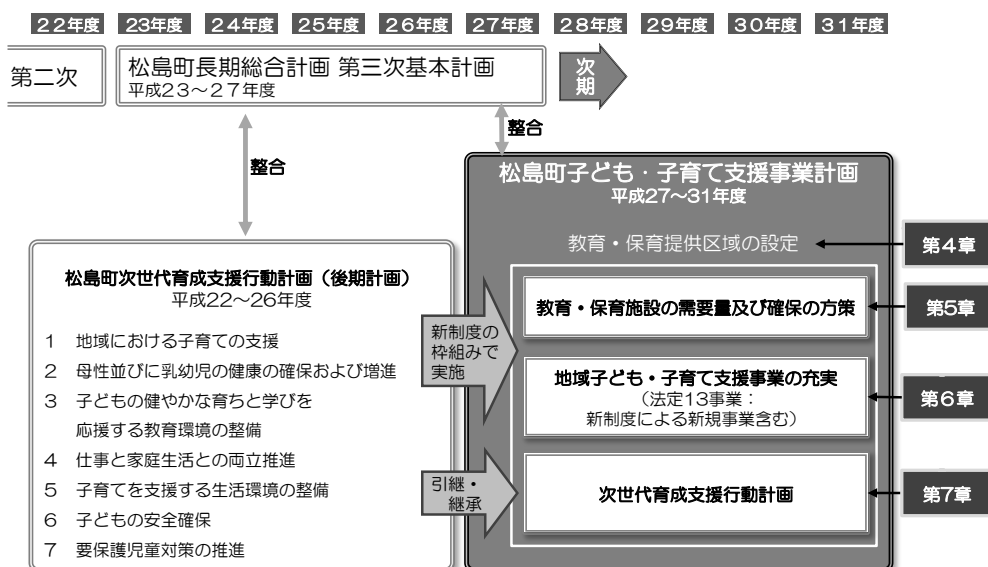 ２２年度 23年度 ２４年度 ２５年度 ２６年度 ２７年度 ２８年度 ２９年度 ３０年度 ３１年度
第二次
松島町長期総合計画 第三次基本計画
平成２３～２７年度
次期
整合
整合
松島町子ども・子育て支援事業計画
平成27～31年度
教育・保育提供区域の設定
第４章
松島町次世代育成支援行動計画（後期計画）
平成22～26年度
1 地域における子育ての支援
2 母性並びに乳幼児の健康の確保および増進
3 子どもの健やかな育ちと学びを
応援する教育環境の整備
4 仕事と家庭生活との両立推進
5 子育てを支援する生活環境の整備
6 子どもの安全確保
7 要保護児童対策の推進
新制度の
枠組みで
実施
引継・
継承
教育・保育施設の需要量及び確保の方策
第５章
地域子ども・子育て支援事業の充実
（法定13事業：
新制度による新規事業含む）
第６章
次世代育成支援行動計画
第７章